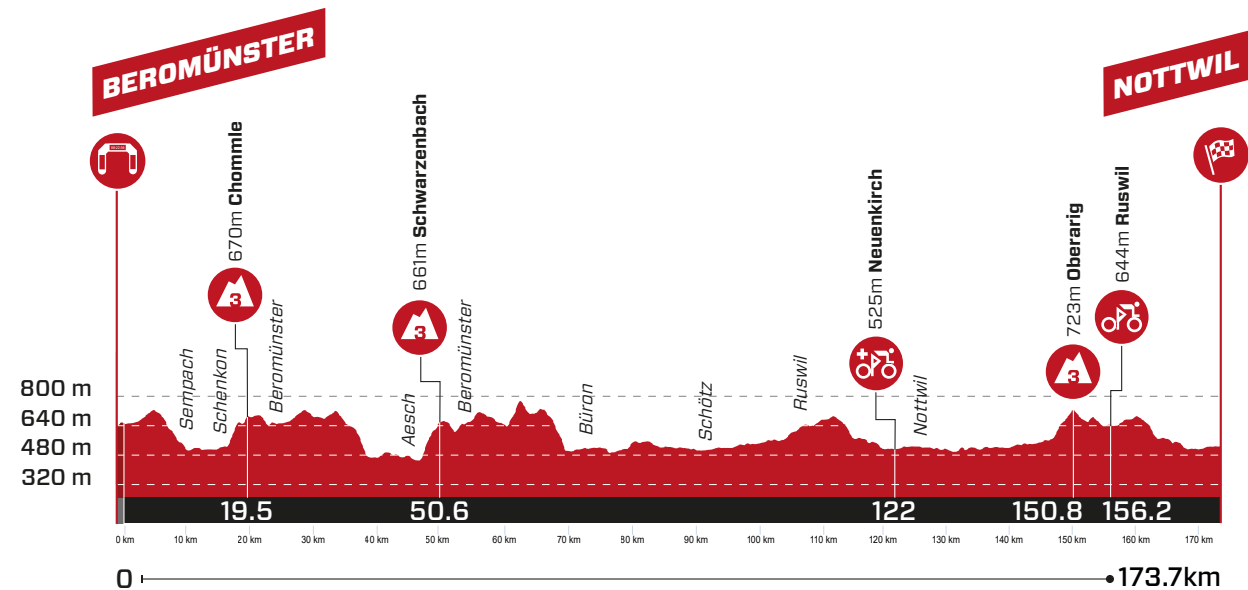 BEROMÜNSTER
NOTTWIL
670m Chommle
661m Schwarzenbach
525m Neuenkirch
723m Oberarig
644m Ruswil
3
3
3
Sempach
Schenkon
Beromünster
Aesch
Beromünster
Büron
Schötz
Ruswil
Nottwil
800 m
640 m
480 m
320 m
19.5
50.6
122
150.8
156.2
0 km
10 km
20 km
30 km
40 km
50 km
60 km
70 km
80 km
90 km
100 km
110 km
120 km
130 km
140 km
150 km
160 km
170 km
0
173.7km